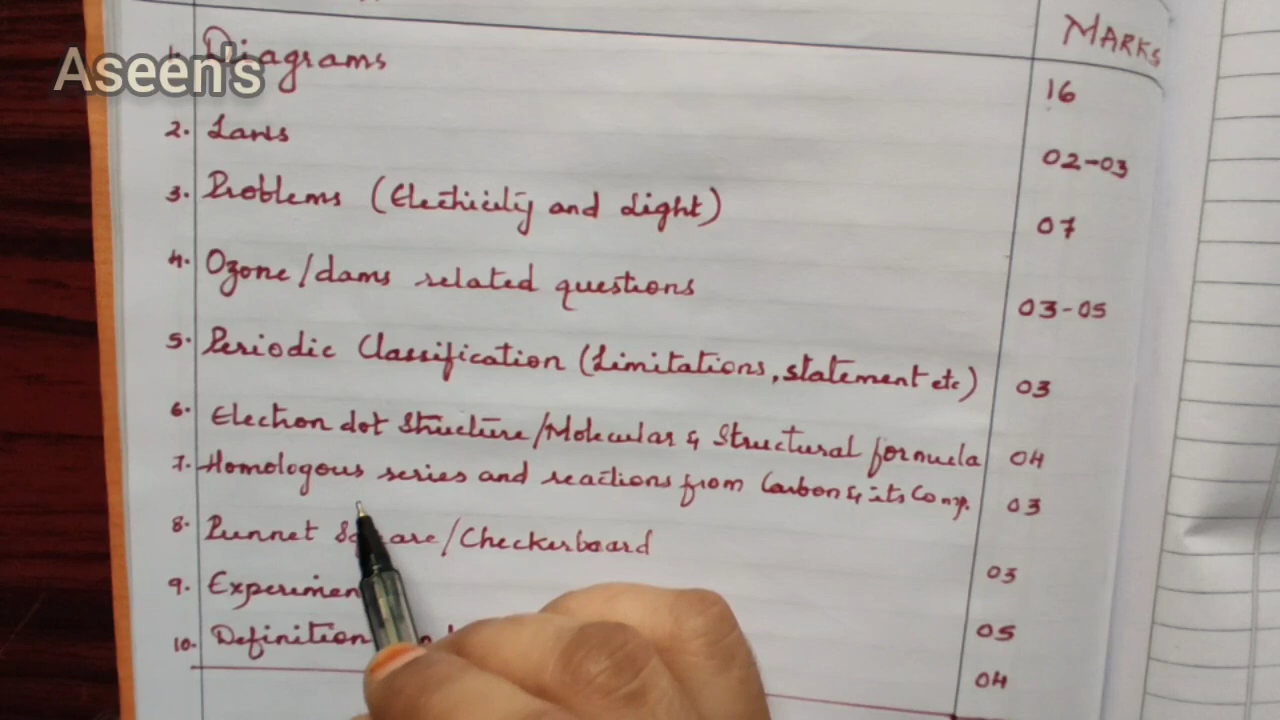 MARKS
Aseen's
1. Diagrams 16
2. Laws 02-03
3. Problems (Electricity and Light) 07
4. Ozone/dams related questions 03-05
5. Periodic Classification (Limitations, statement etc) 03
6. Electron dot structure/Molecular & Structural formula 04
7. Homologous series and reactions from Carbon & its Comp. 03
8. Punnet Square/Checkerboard 03
9. Experimen 05
10. Definition 04